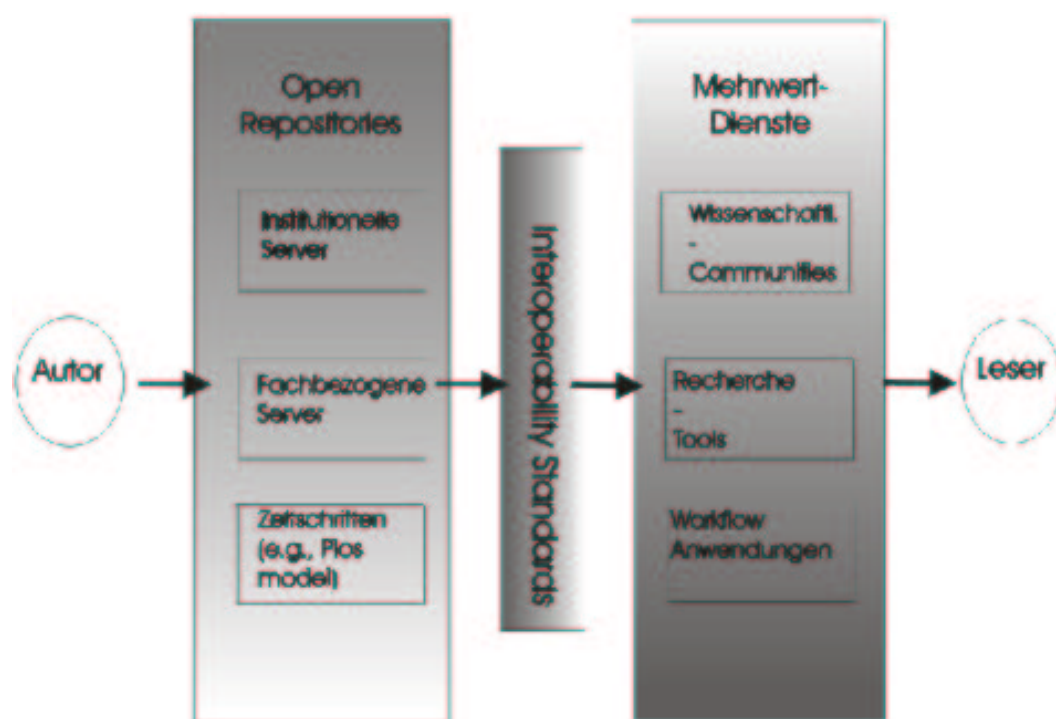 Autor
Open
Repositories
Institutionelle
Server
Fachbezogene
Server
Zeitschriften
(e.g., Plos
model)
Interoperability Standards
Mehrwert-
Dienste
Wissenschaftl.
-
Communities
Recherche
-
Tools
Workflow
Anwendungen
Leser